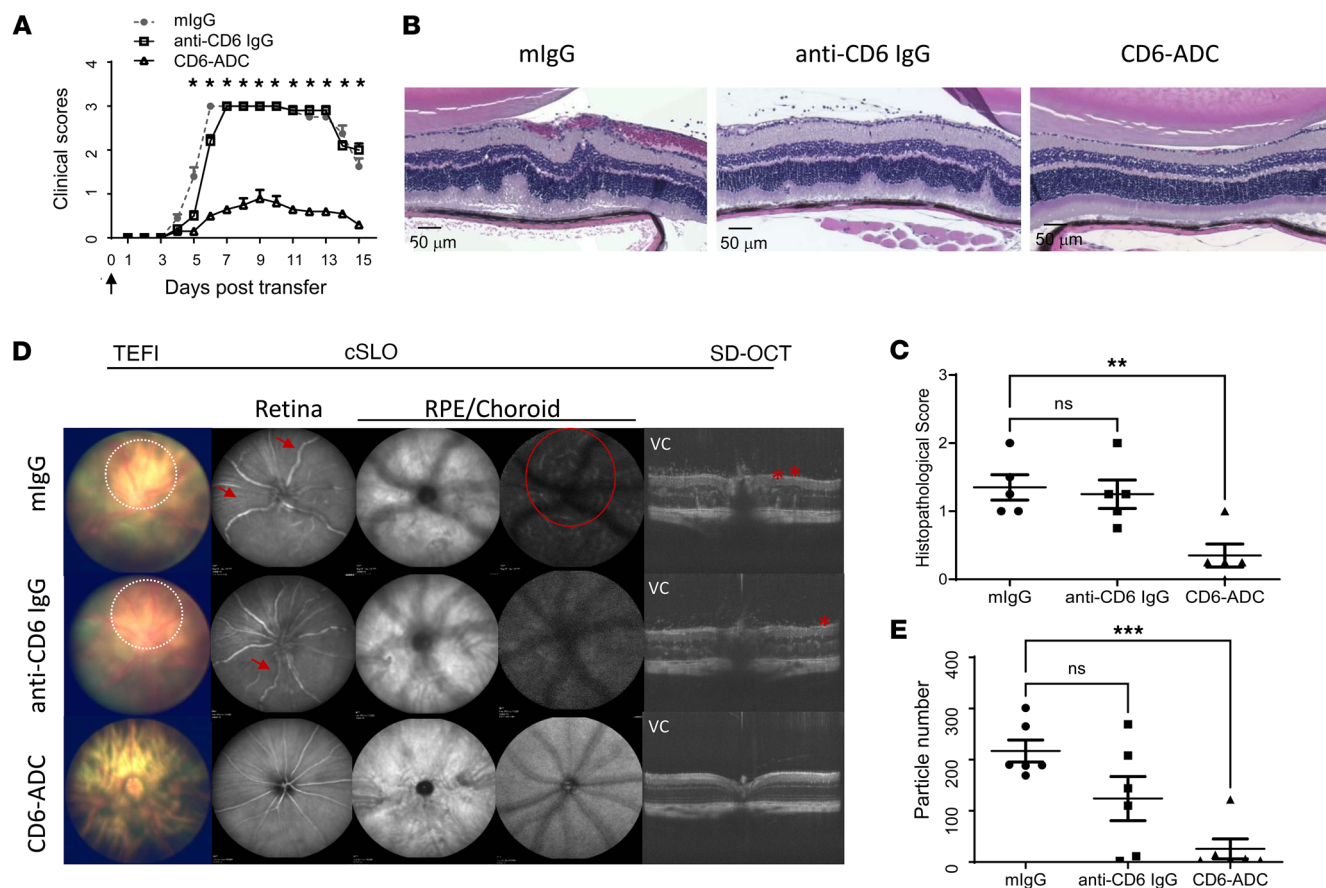 A
mIgG
anti-CD6 IgG
CD6-ADC
Clinical scores
4
3
2
1
0
* * * * * * * * * * *
0 1 3 5 7 9 11 13 15
Days post transfer
B
mIgG anti-CD6 IgG CD6-ADC
50 μm 50 μm 50 μm
D
TEFI cSLO SD-OCT
Retina RPE/Choroid
mIgG
VC
* *
anti-CD6 IgG
VC
*
CD6-ADC
VC
C
Histopathological Score
3
2
1
0
**
ns
mIgG anti-CD6 IgG CD6-ADC
E
Particle number
400
300
200
100
0
***
ns
mIgG anti-CD6 IgG CD6-ADC